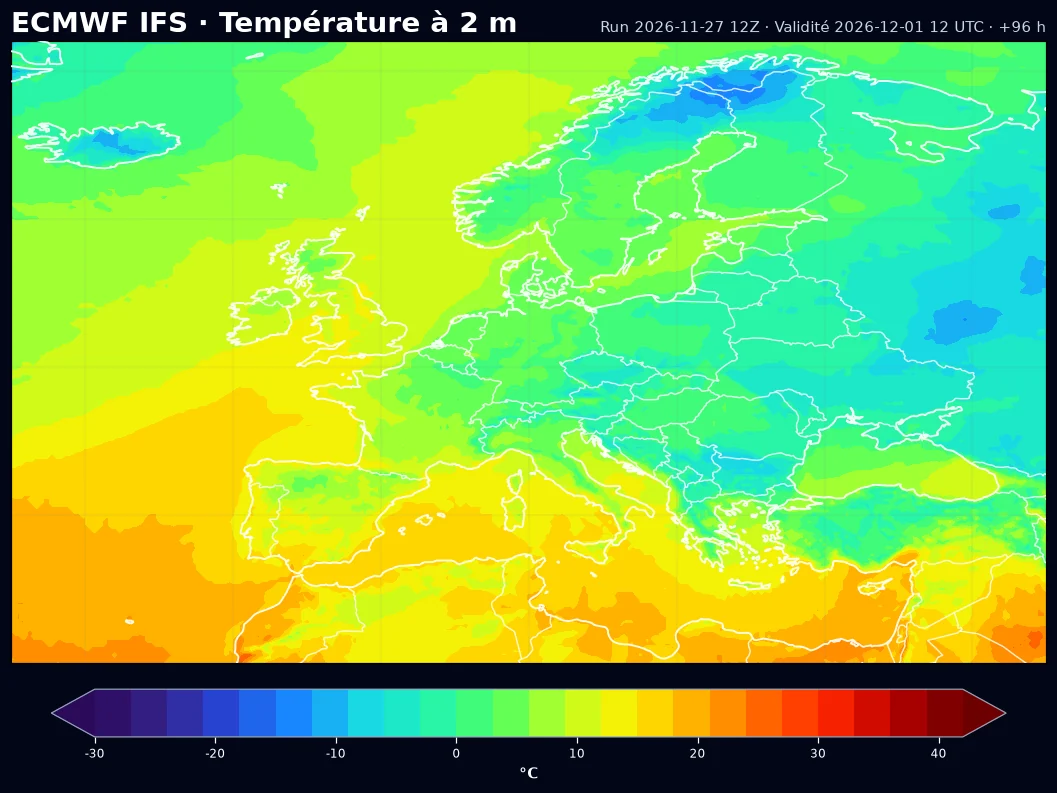 ECMWF IFS · Température à 2 m
Run 2026-11-27 12Z · Validité 2026-12-01 12 UTC · +96 h
-30 -20 -10 0 10 20 30 40
°C